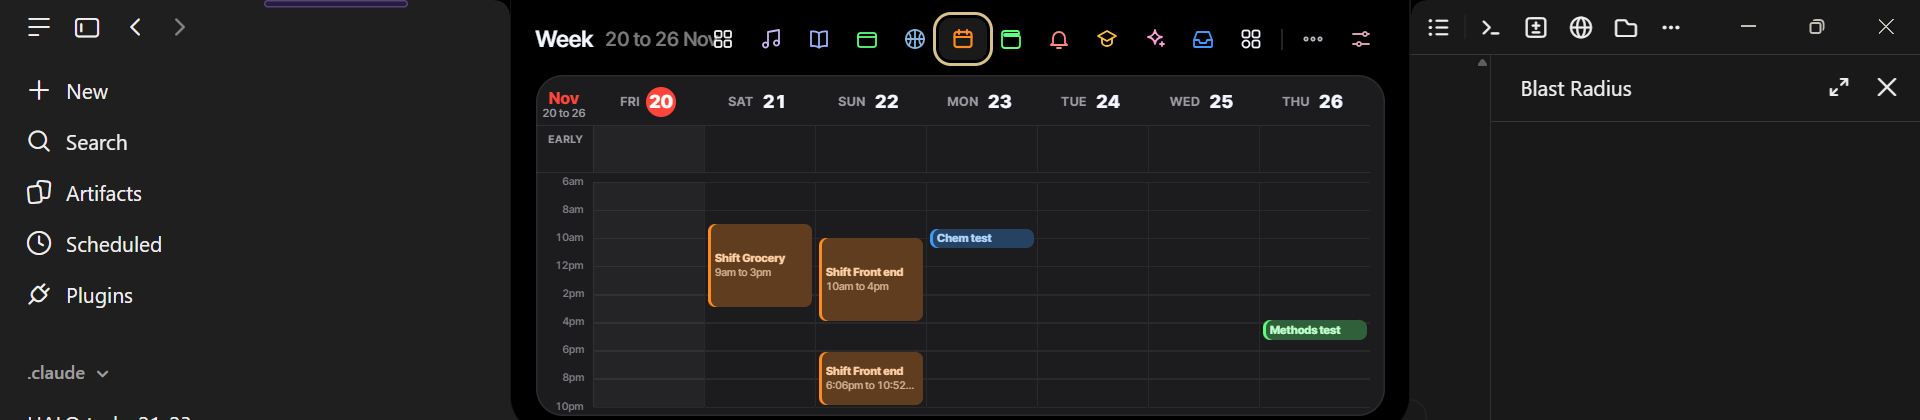 New
Search
Artifacts
Scheduled
Plugins
.claude
Week 20 to 26 Nov
Nov
20 to 26
FRI 20
SAT 21
SUN 22
MON 23
TUE 24
WED 25
THU 26
EARLY
6am
8am
10am
12pm
2pm
4pm
6pm
8pm
10pm
Shift Grocery
9am to 3pm
Shift Front end
10am to 4pm
Shift Front end
6:06pm to 10:52...
Chem test
Methods test
Blast Radius